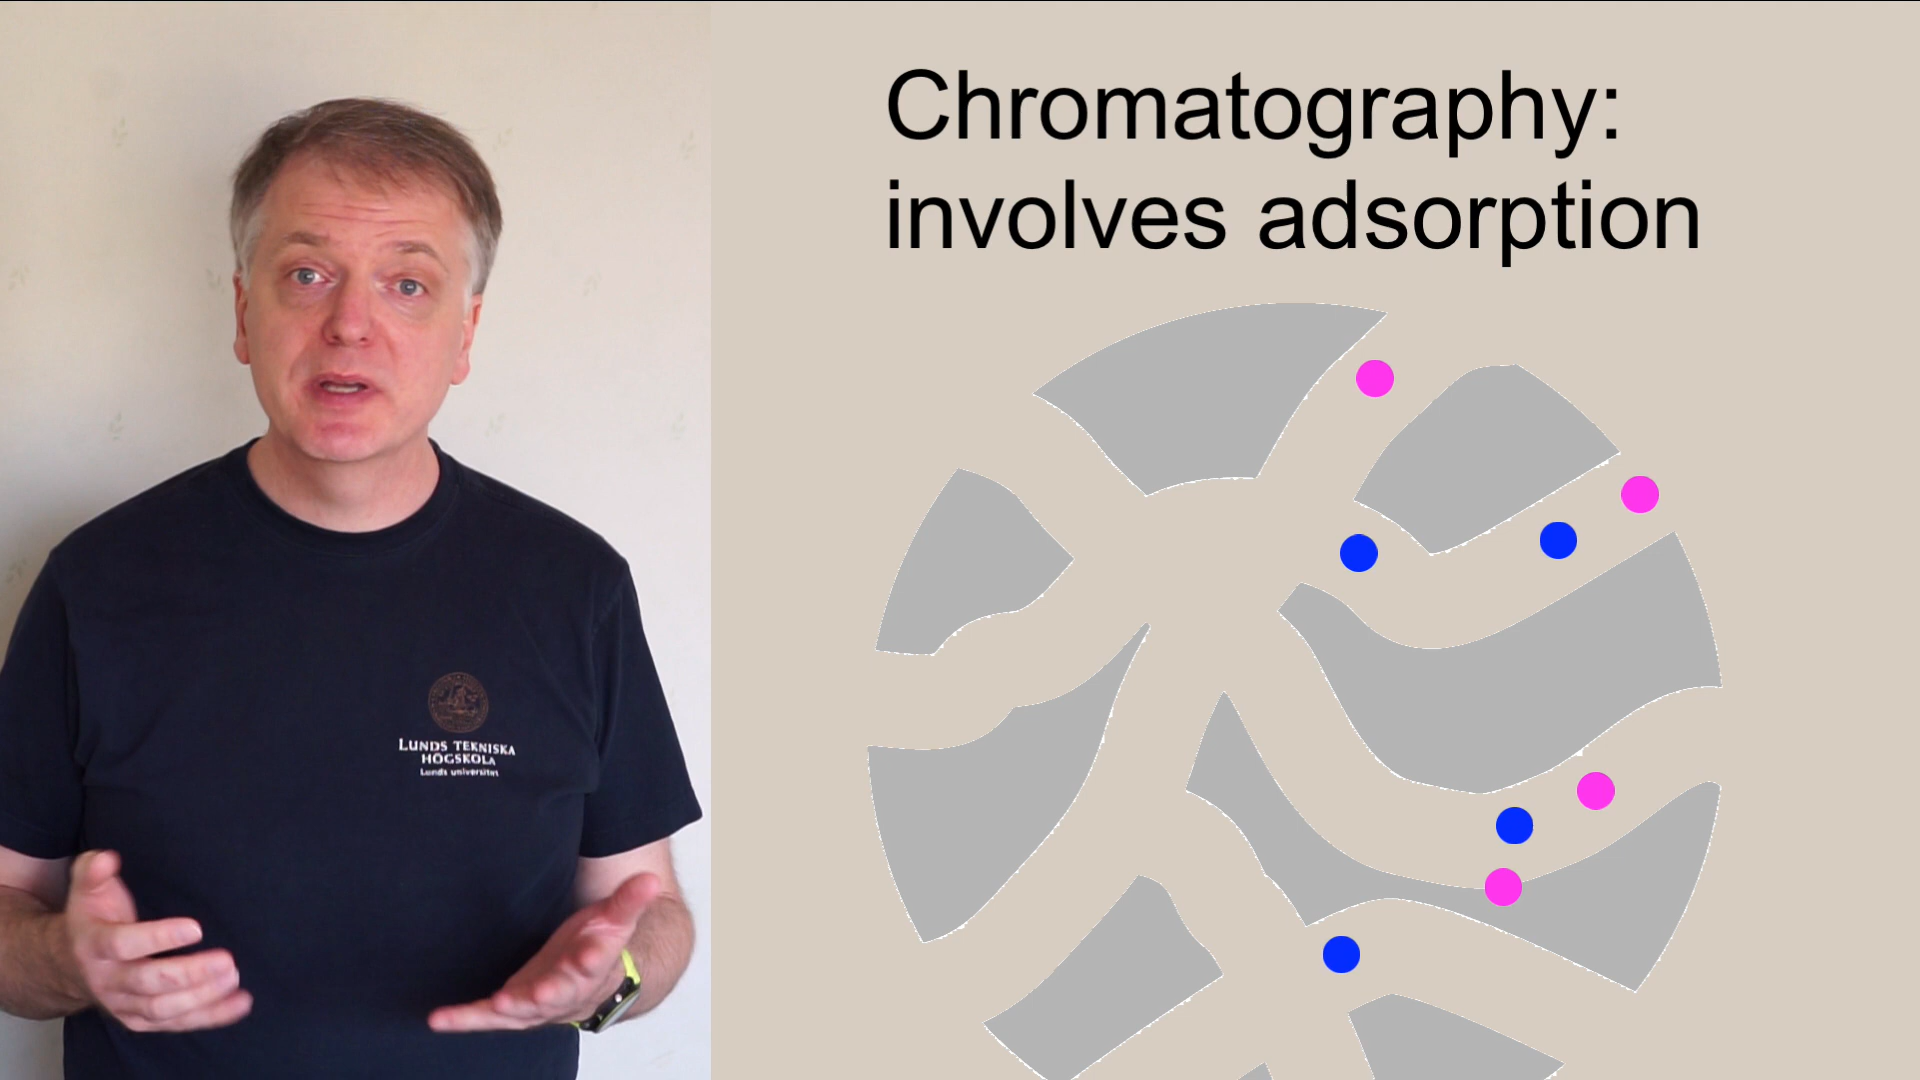 Chromatography:
involves adsorption
LUNDS TEKNISKA
HÖGSKOLA
Lunds universitet